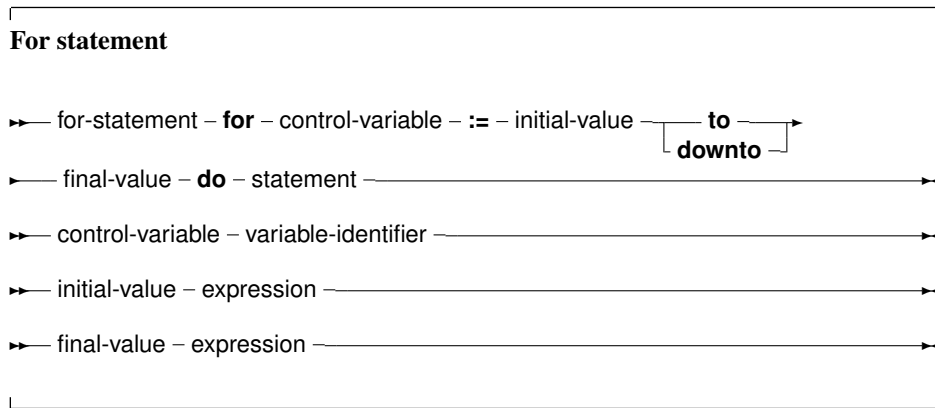 For statement
for-statement – for – control-variable – := – initial-value – to –
downto –
final-value – do – statement –
control-variable – variable-identifier –
initial-value – expression –
final-value – expression –